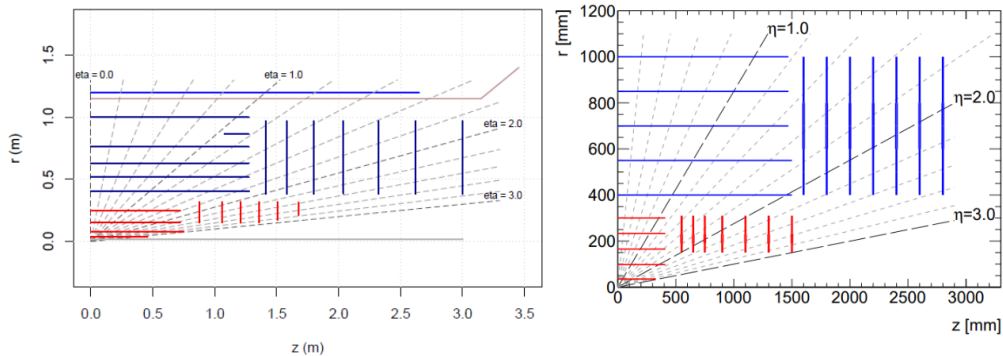 1.5
1.0
0.5
0.0
r (m)
eta = 0.0
eta = 1.0
eta = 2.0
eta = 3.0
0.0 0.5 1.0 1.5 2.0 2.5 3.0 3.5
z (m)
r [mm]
1200
1000
800
600
400
200
0
η=1.0
η=2.0
η=3.0
0 500 1000 1500 2000 2500 3000
z [mm]